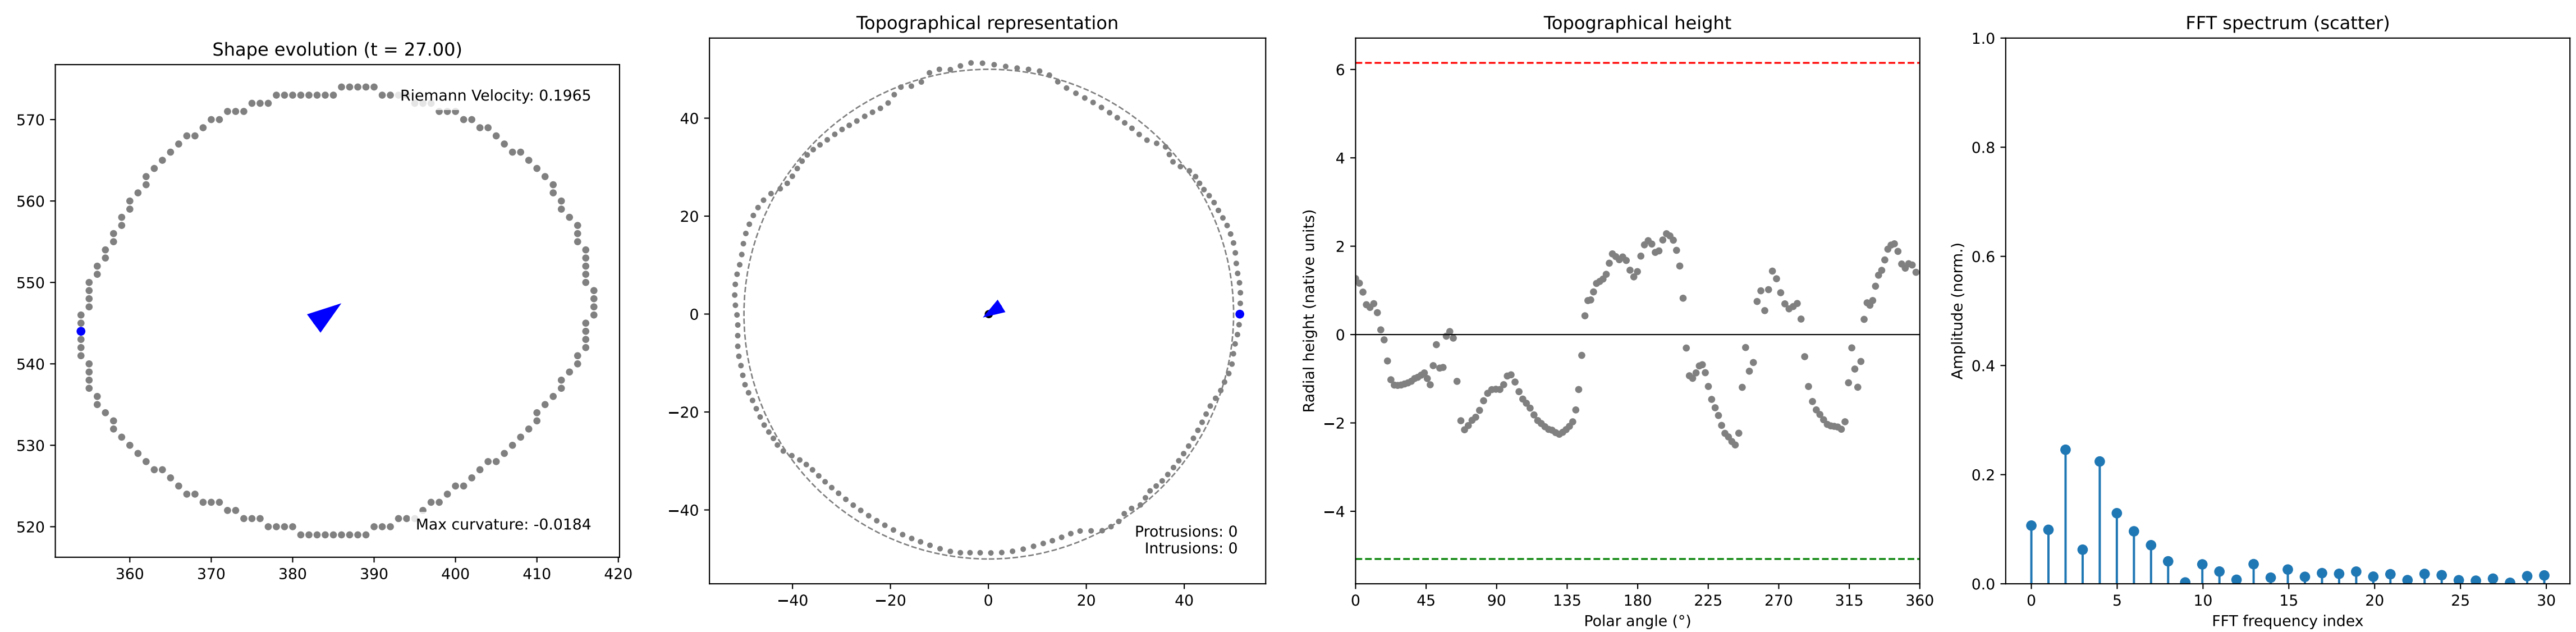 Shape evolution (t = 27.00)
Riemann Velocity: 0.1965
Max curvature: -0.0184
570
560
550
540
530
520
360 370 380 390 400 410 420
Topographical representation
40
20
0
−20
−40
Protrusions: 0
Intrusions: 0
−40 −20 0 20 40
Topographical height
Radial height (native units)
6
4
2
0
−2
−4
0 45 90 135 180 225 270 315 360
Polar angle (°)
FFT spectrum (scatter)
Amplitude (norm.)
1.0
0.8
0.6
0.4
0.2
0.0
0 5 10 15 20 25 30
FFT frequency index